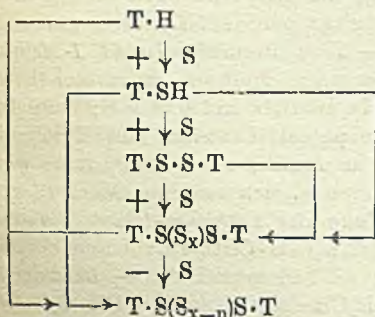 T·H
+ ↓ S
T·SH
+ ↓ S
T·S·S·T
+ ↓ S
T·S(Sₓ)S·T
− ↓ S
T·S(Sₓ₋ₙ)S·T